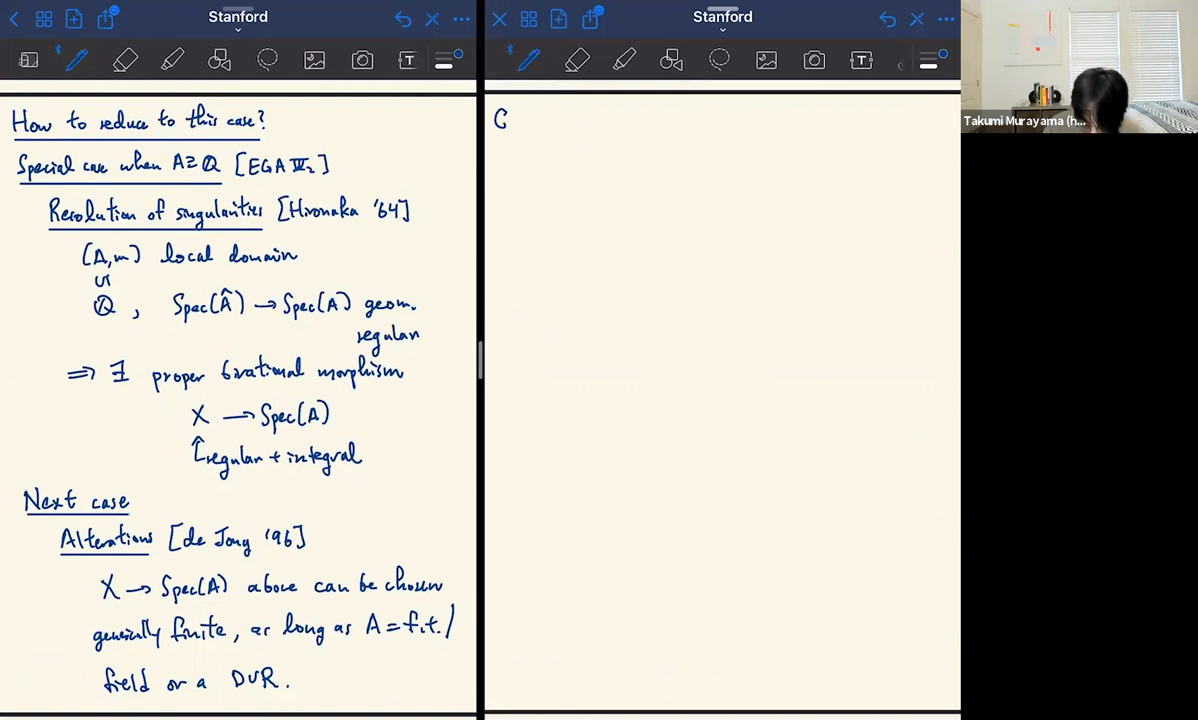 Stanford
Stanford
How to reduce to this case?
Special case when A⊇ℚ [EGA IV₂]
Resolution of singularities [Hironaka '64]
(A,m) local domain
∪ı
ℚ , Spec(Â) → Spec(A) geom.
regular
⇒ ∃ proper birational morphism
X → Spec(A)
↑ regular + integral
Next case
Alterations [de Jong '96]
X → Spec(A) above can be chosen
generically finite, as long as A = f.t./
field or a DVR.
C
Takumi Murayama (h...